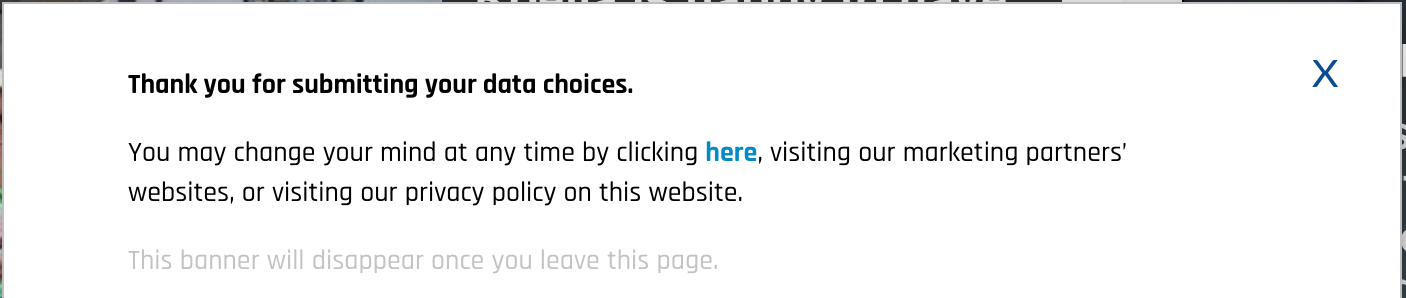 Thank you for submitting your data choices.
X
You may change your mind at any time by clicking here, visiting our marketing partners’
websites, or visiting our privacy policy on this website.
This banner will disappear once you leave this page.